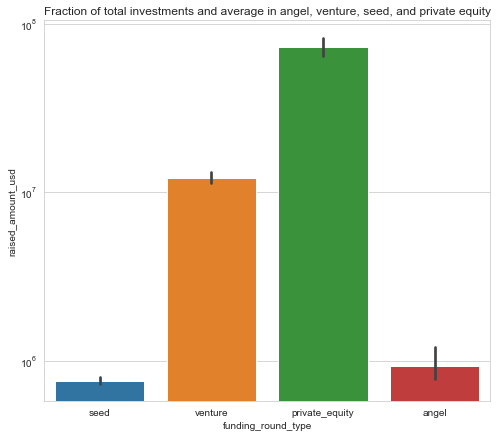 Fraction of total investments and average in angel, venture, seed, and private equity
10^8
10^7
10^6
raised_amount_usd
seed venture private_equity angel
funding_round_type